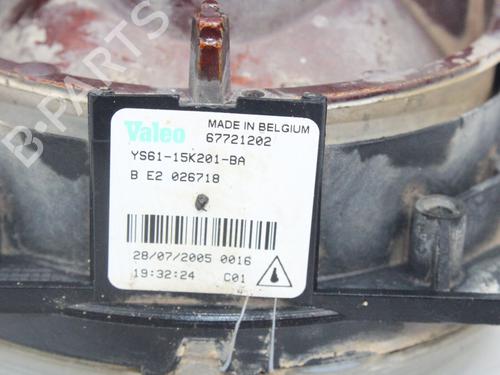 B-PARTS
Valeo
MADE IN BELGIUM
67721202
YS61-15K201-BA
B E2 026718
28/07/2005 0016
19:32:24 C01